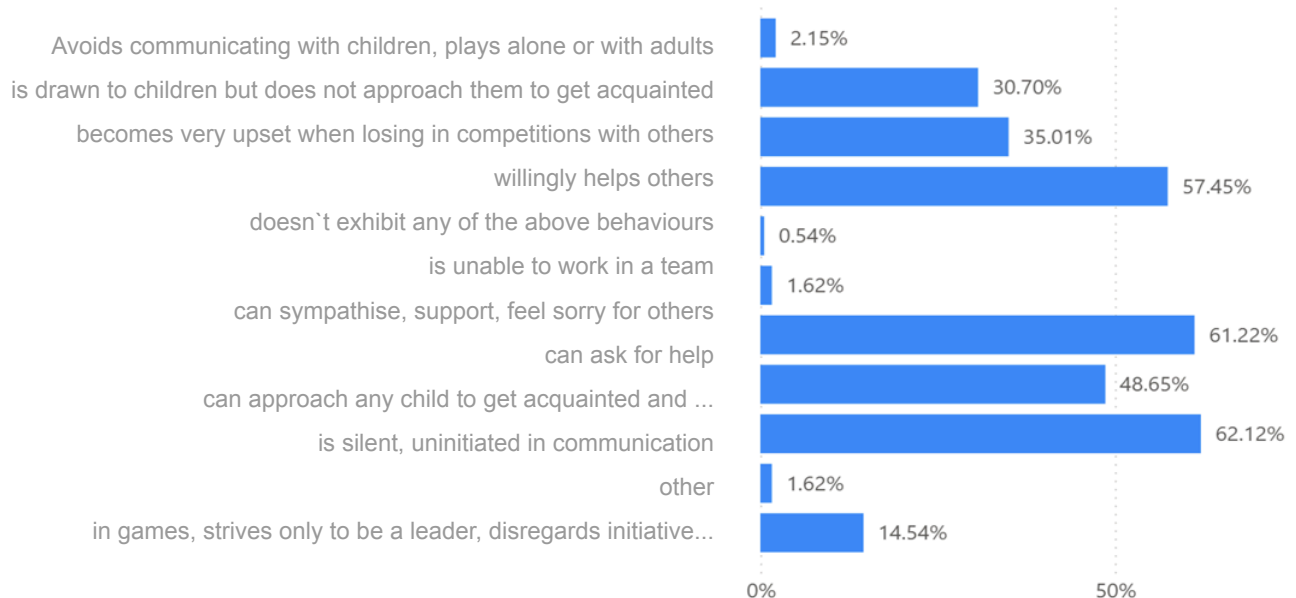 Avoids communicating with children, plays alone or with adults
2.15%
is drawn to children but does not approach them to get acquainted
30.70%
becomes very upset when losing in competitions with others
35.01%
willingly helps others
57.45%
doesn`t exhibit any of the above behaviours
0.54%
is unable to work in a team
1.62%
can sympathise, support, feel sorry for others
61.22%
can ask for help
48.65%
can approach any child to get acquainted and ...
62.12%
is silent, uninitiated in communication
1.62%
other
14.54%
in games, strives only to be a leader, disregards initiative...
0%
50%